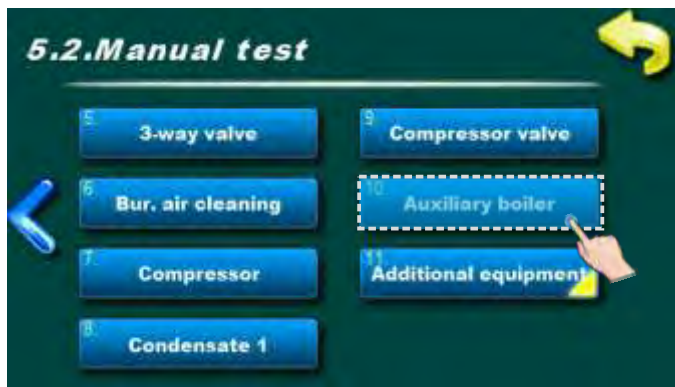 5.2.Manual test
5.
3-way valve
6.
Bur. air cleaning
7.
Compressor
8.
Condensate 1
9
Compressor valve
10
Auxiliary boiler
11.
Additional equipment